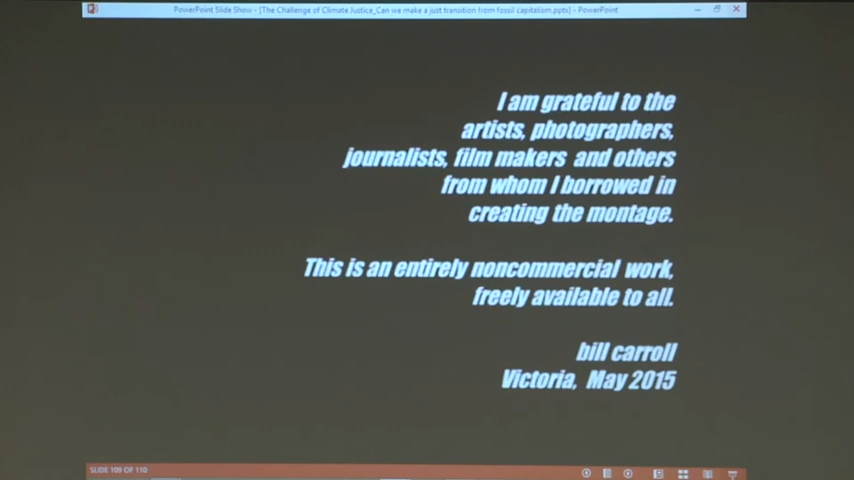 PowerPoint Slide Show - [The Challenge of Climate Justice_Can we make a just transition from fossil capitalism.pptx] - PowerPoint
I am grateful to the
artists, photographers,
journalists, film makers and others
from whom I borrowed in
creating the montage.
This is an entirely noncommercial work,
freely available to all.
bill carroll
Victoria, May 2015
SLIDE 109 OF 110